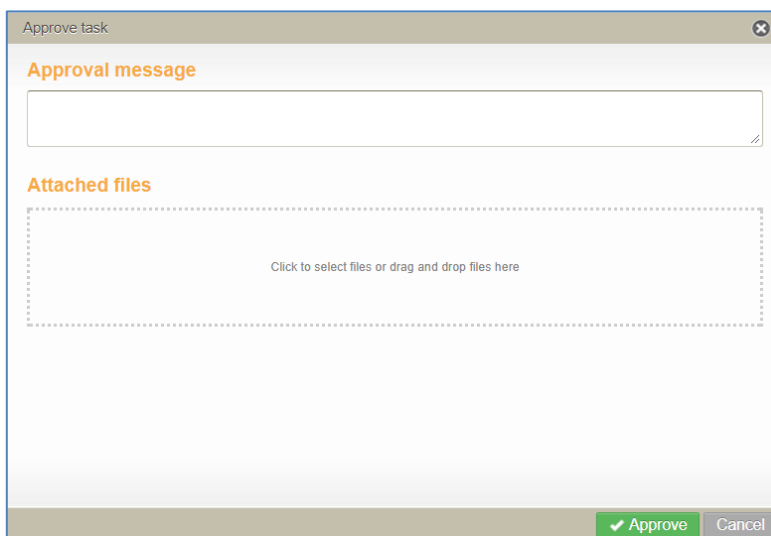 Approve task
Approval message
Attached files
Click to select files or drag and drop files here
Approve
Cancel